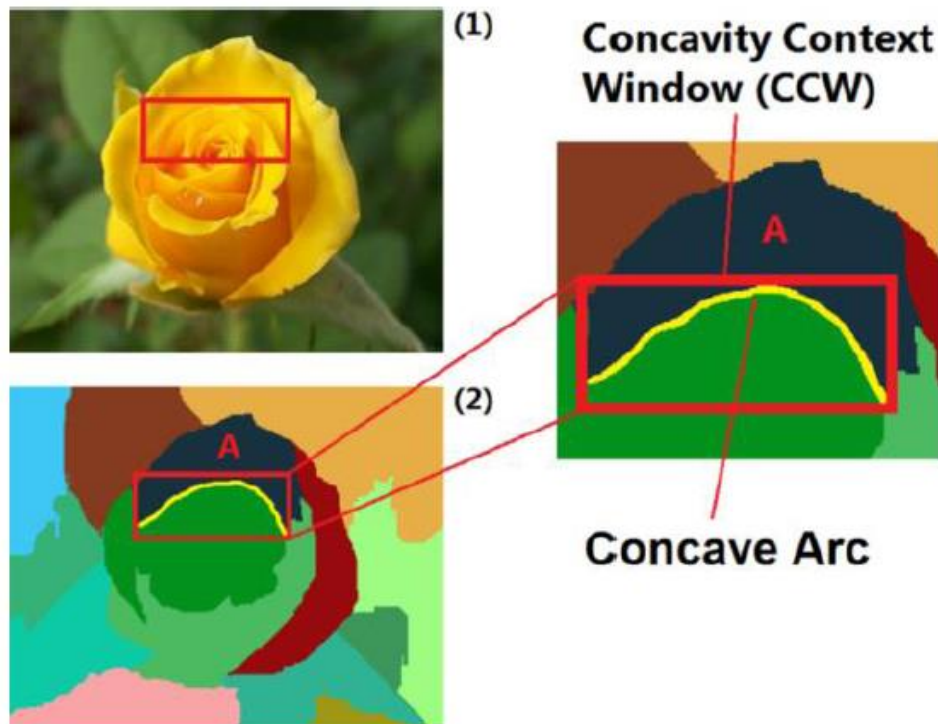 (1)
Concavity Context
Window (CCW)
A
(2)
A
Concave Arc